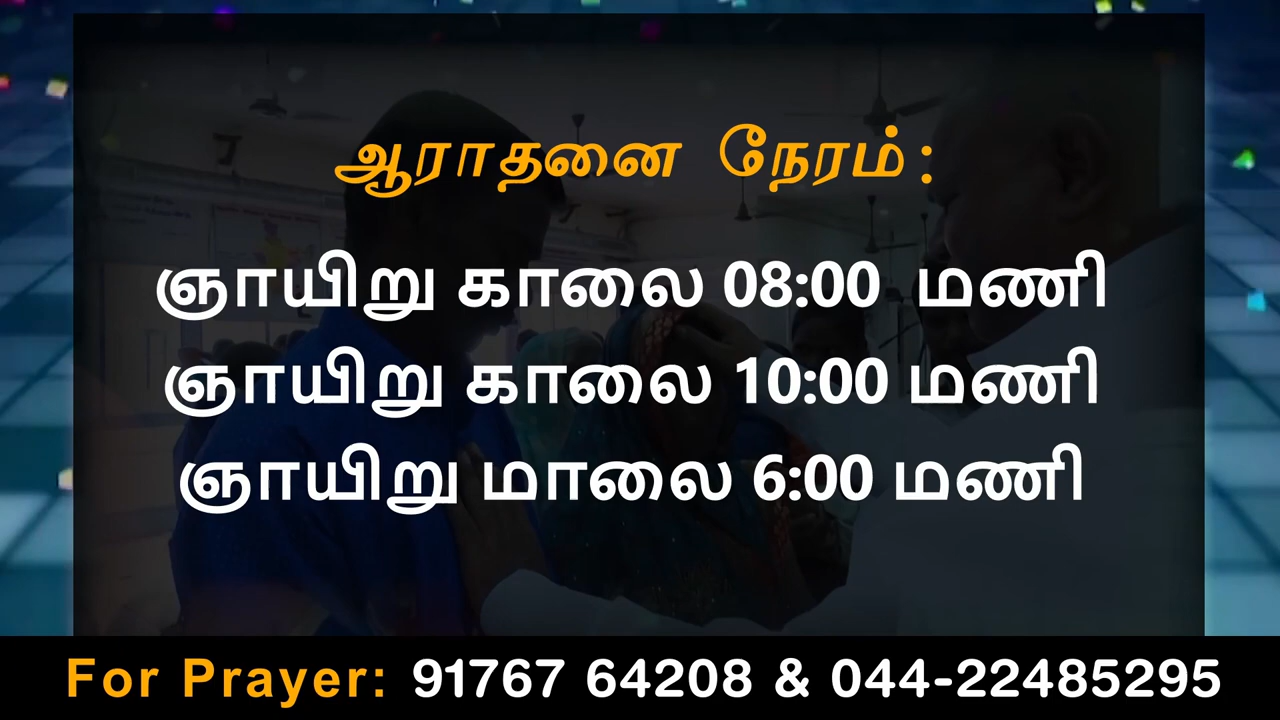 ஆராதனை நேரம்:
ஞாயிறு காலை 08:00 மணி
ஞாயிறு காலை 10:00 மணி
ஞாயிறு மாலை 6:00 மணி
For Prayer: 91767 64208 & 044-22485295